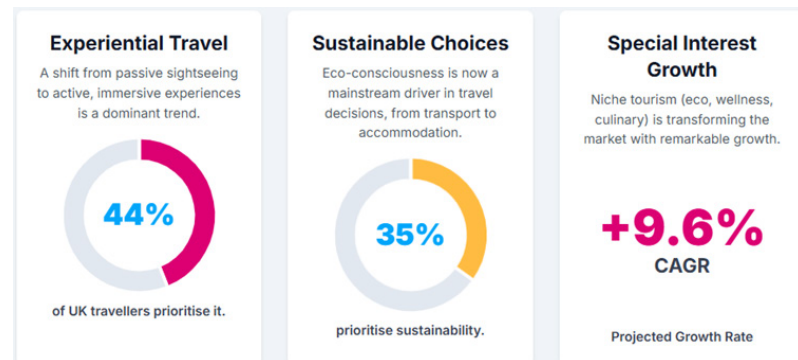 Experiential Travel
A shift from passive sightseeing
to active, immersive experiences
is a dominant trend.
44%
of UK travellers prioritise it.
Sustainable Choices
Eco-consciousness is now a
mainstream driver in travel
decisions, from transport to
accommodation.
35%
prioritise sustainability.
Special Interest
Growth
Niche tourism (eco, wellness,
culinary) is transforming the
market with remarkable growth.
+9.6%
CAGR
Projected Growth Rate